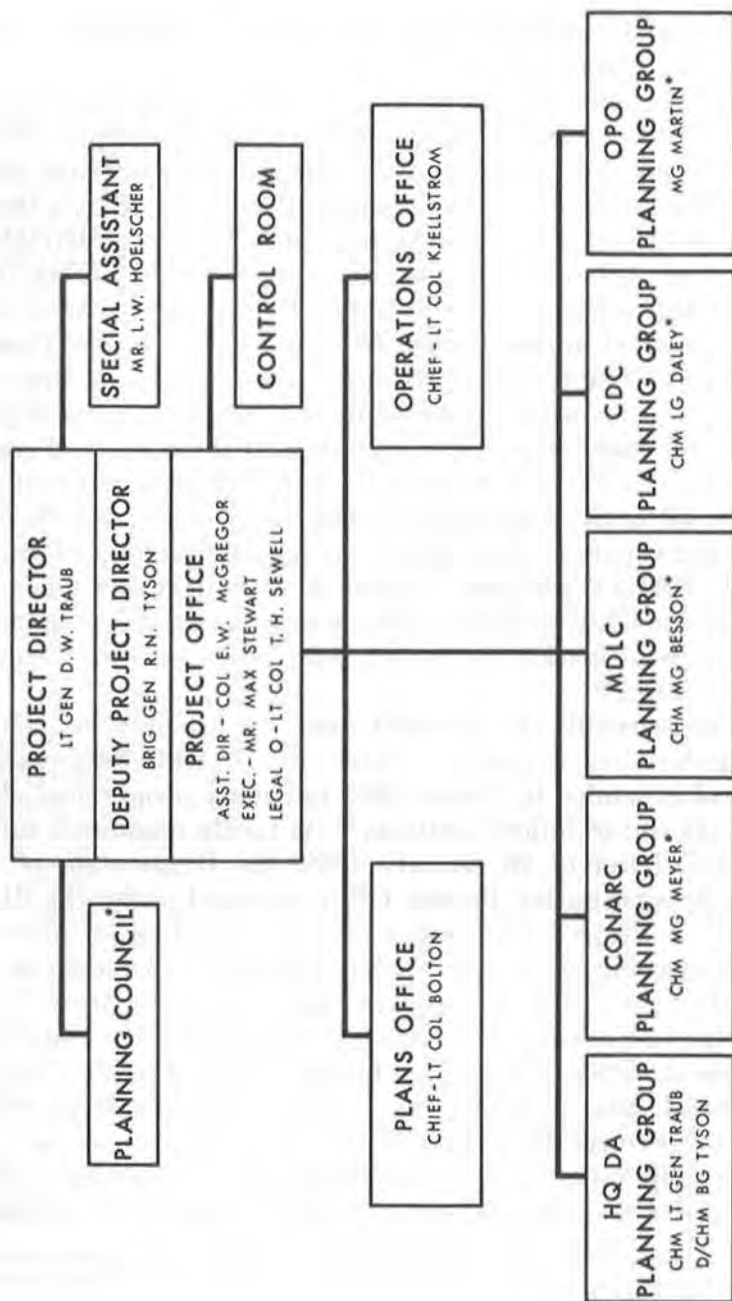 PROJECT DIRECTOR
LT GEN D.W. TRAUB
SPECIAL ASSISTANT
MR. L.W. HOELSCHER
PLANNING COUNCIL*
DEPUTY PROJECT DIRECTOR
BRIG. GEN R.N. TYSON
PROJECT OFFICE
ASST. DIR. COL E.W. McGREGOR
EXEC.-MR. MAX STEWART
LEGAL O-LT COL T.H. SEWELL
CONTROL ROOM
PLANS OFFICE
CHIEF-LT COL BOLTON
OPERATIONS OFFICE
CHIEF-LT COL KJELLSTROM
HQ DA
PLANNING GROUP
CHM LT GEN TRAUB
D/CHM BG TYSON
CONARC
PLANNING GROUP
CHM MG MEYER*
MDLC
PLANNING GROUP
CHM MG BESSON*
CDC
PLANNING GROUP
CHM LG DALEY*
OPO
PLANNING GROUP
MG MARTIN*